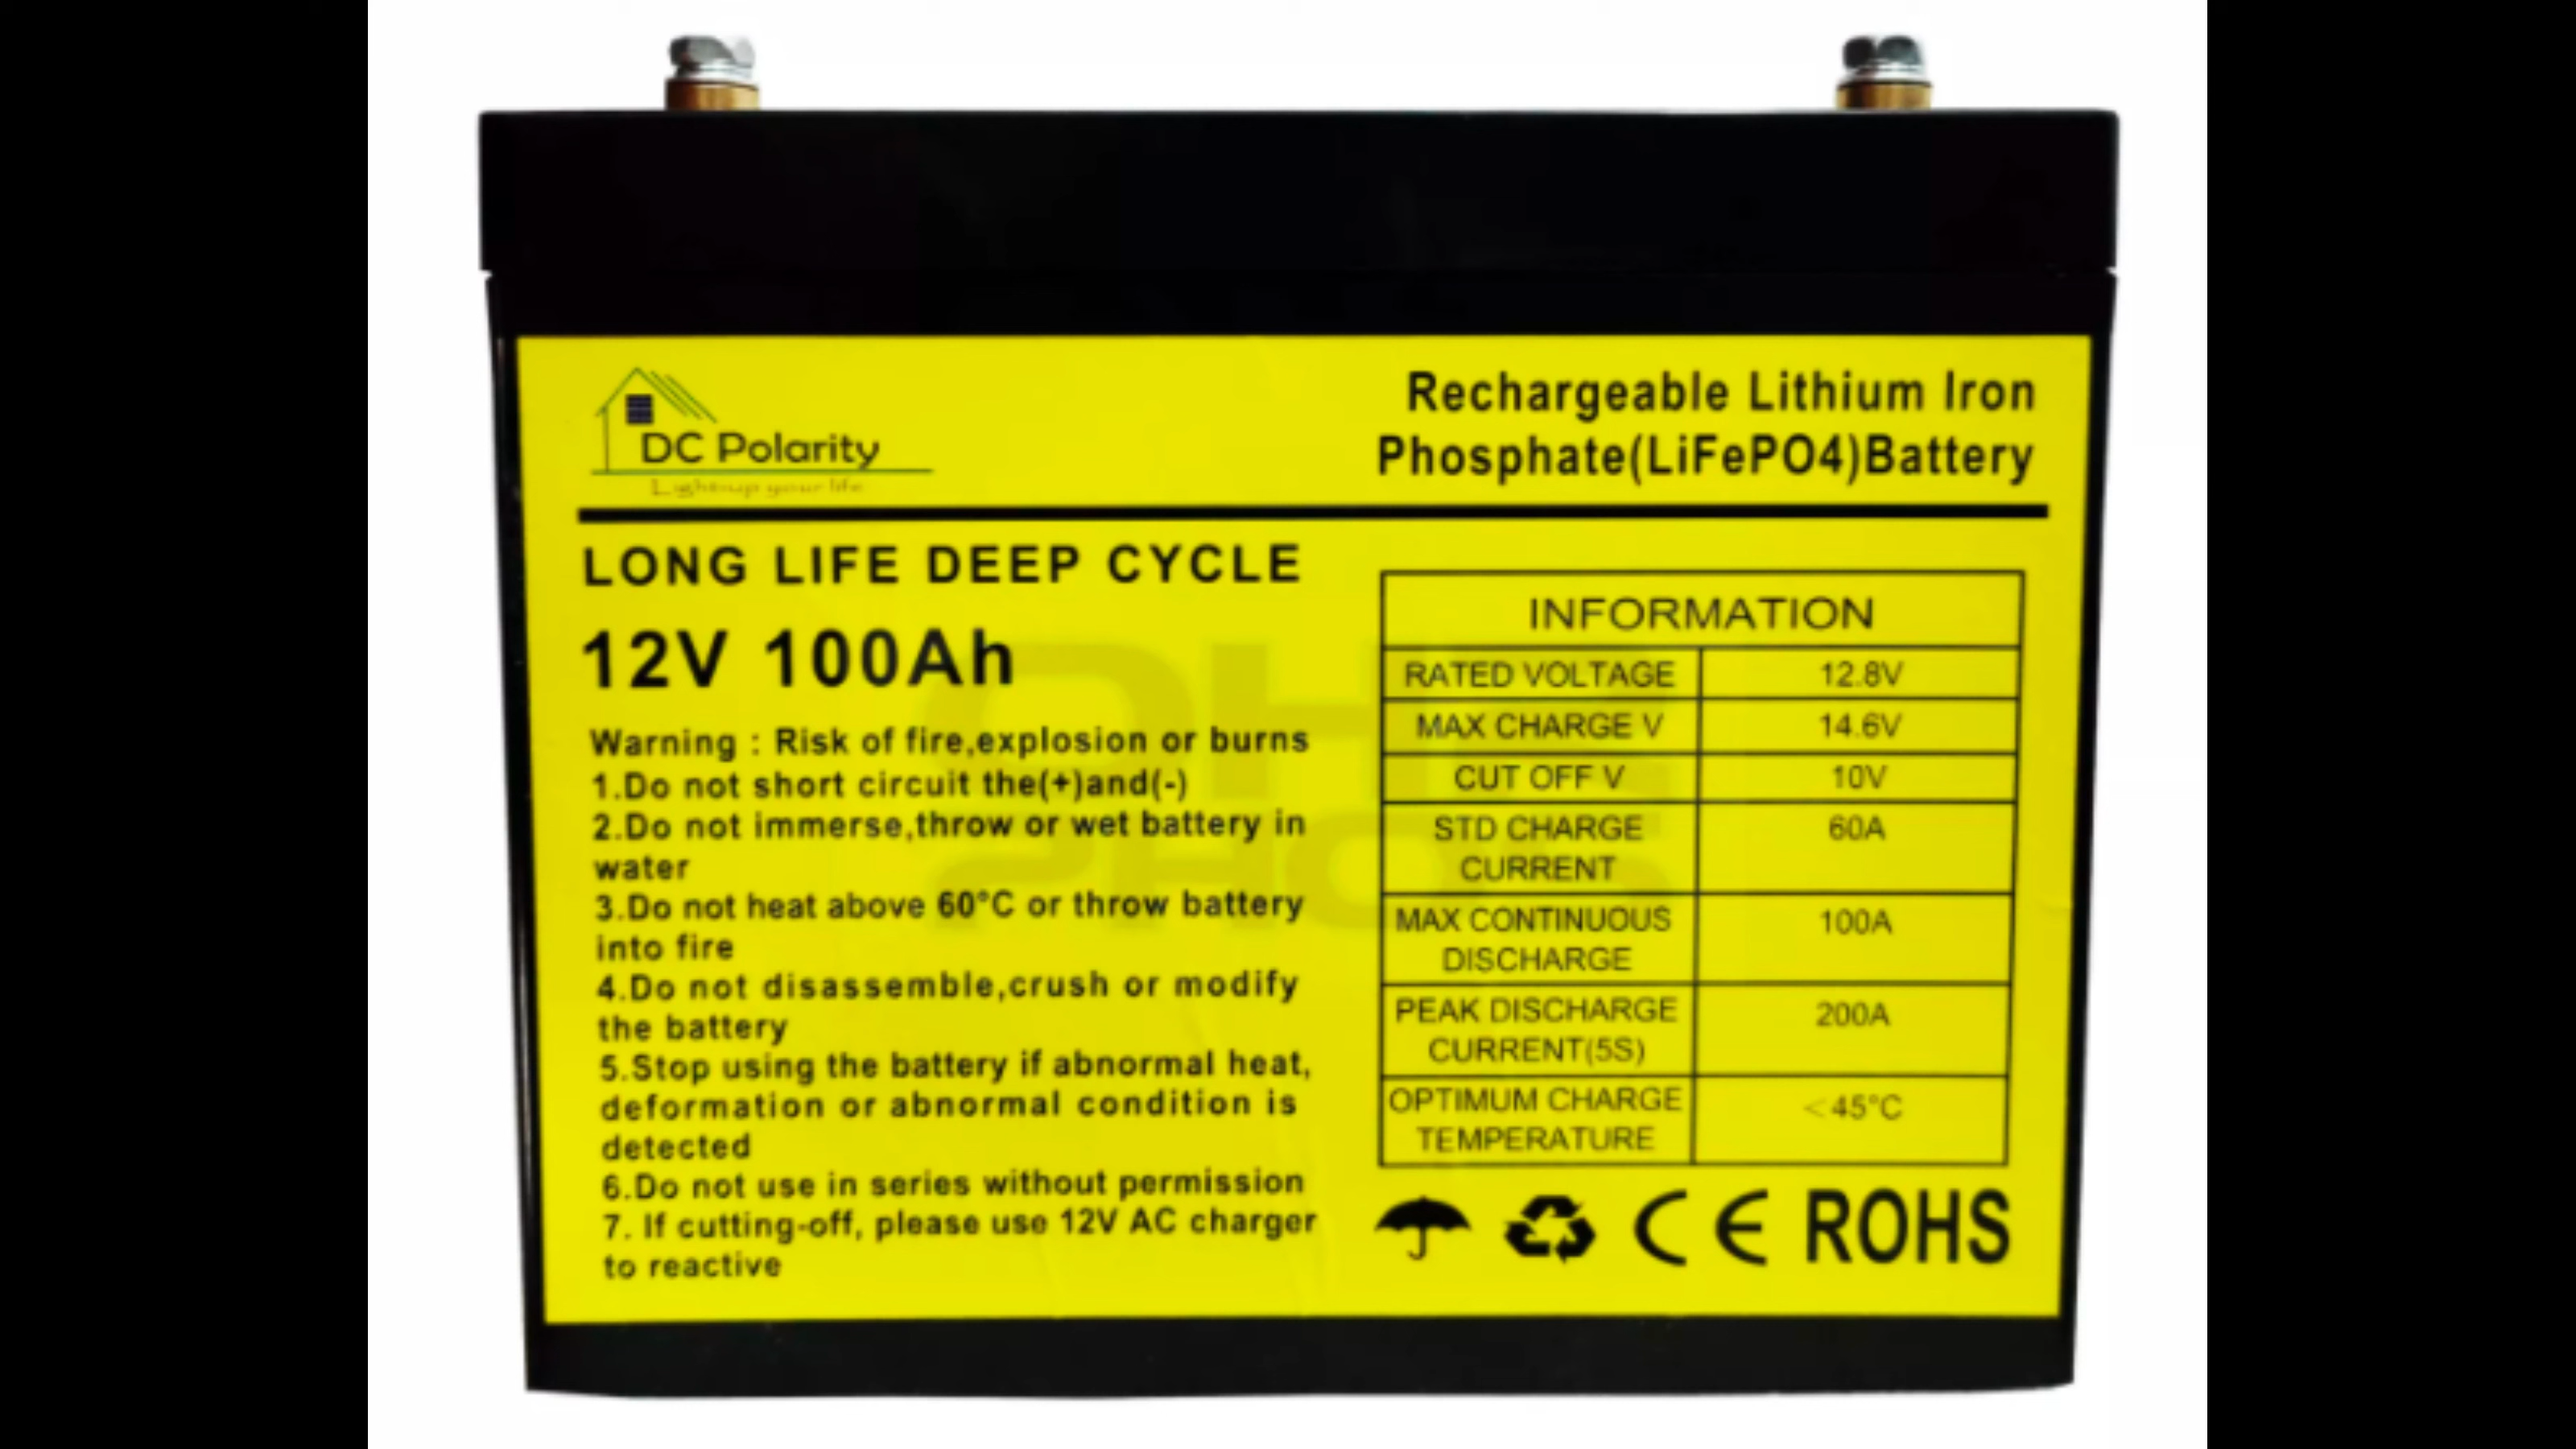 DC Polarity
Light up your life
Rechargeable Lithium Iron
Phosphate(LiFePO4)Battery
LONG LIFE DEEP CYCLE
12V 100Ah
Warning : Risk of fire,explosion or burns
1.Do not short circuit the(+)and(-)
2.Do not immerse,throw or wet battery in
water
3.Do not heat above 60°C or throw battery
into fire
4.Do not disassemble,crush or modify
the battery
5.Stop using the battery if abnormal heat,
deformation or abnormal condition is
detected
6.Do not use in series without permission
7. If cutting-off, please use 12V AC charger
to reactive
INFORMATION
RATED VOLTAGE 12.8V
MAX CHARGE V 14.6V
CUT OFF V 10V
STD CHARGE 60A
CURRENT
MAX CONTINUOUS 100A
DISCHARGE
PEAK DISCHARGE 200A
CURRENT(5S)
OPTIMUM CHARGE <45°C
TEMPERATURE
CE ROHS